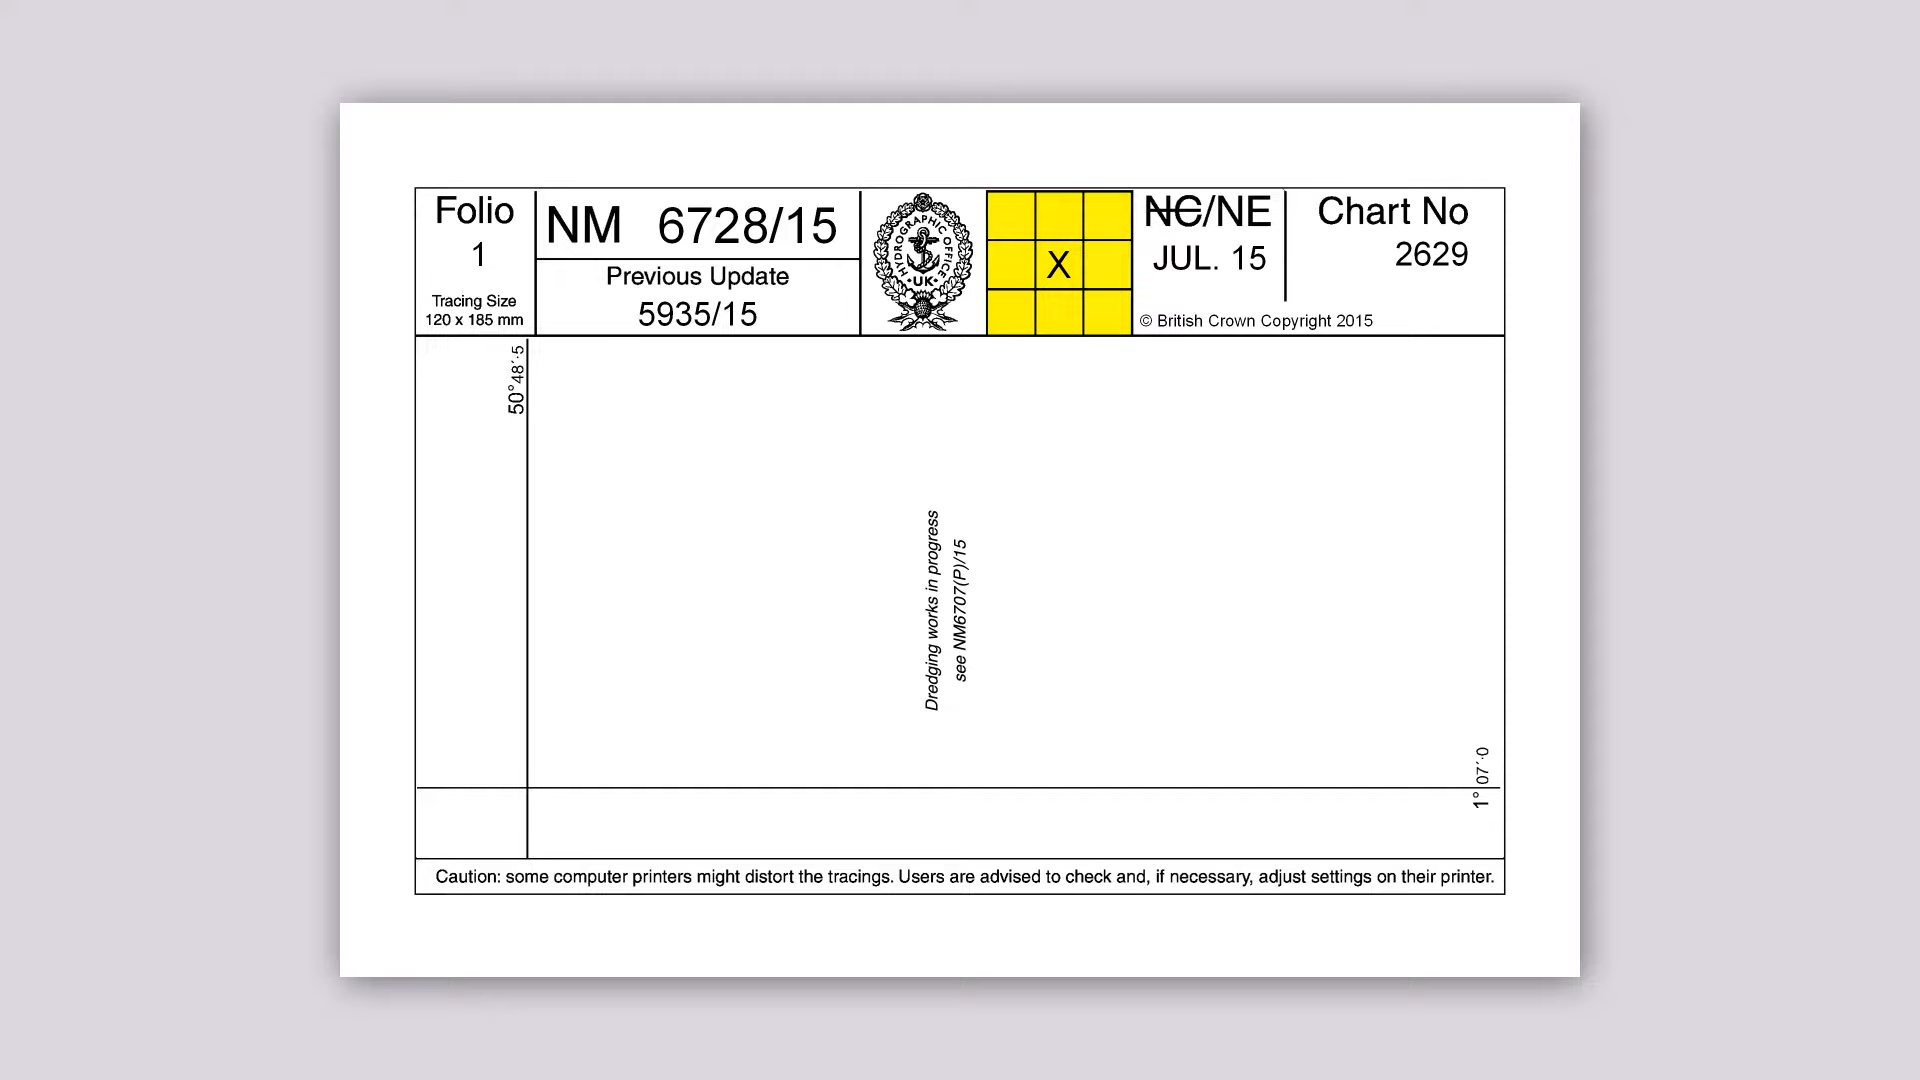 Folio
1
Tracing Size
120 x 185 mm
NM 6728/15
Previous Update
5935/15
HYDROGRAPHIC OFFICE
·UK·
X
NC/NE
JUL. 15
Chart No
2629
© British Crown Copyright 2015
50°48′·5
Dredging works in progress
see NM6707(P)/15
1°07′·0
Caution: some computer printers might distort the tracings. Users are advised to check and, if necessary, adjust settings on their printer.